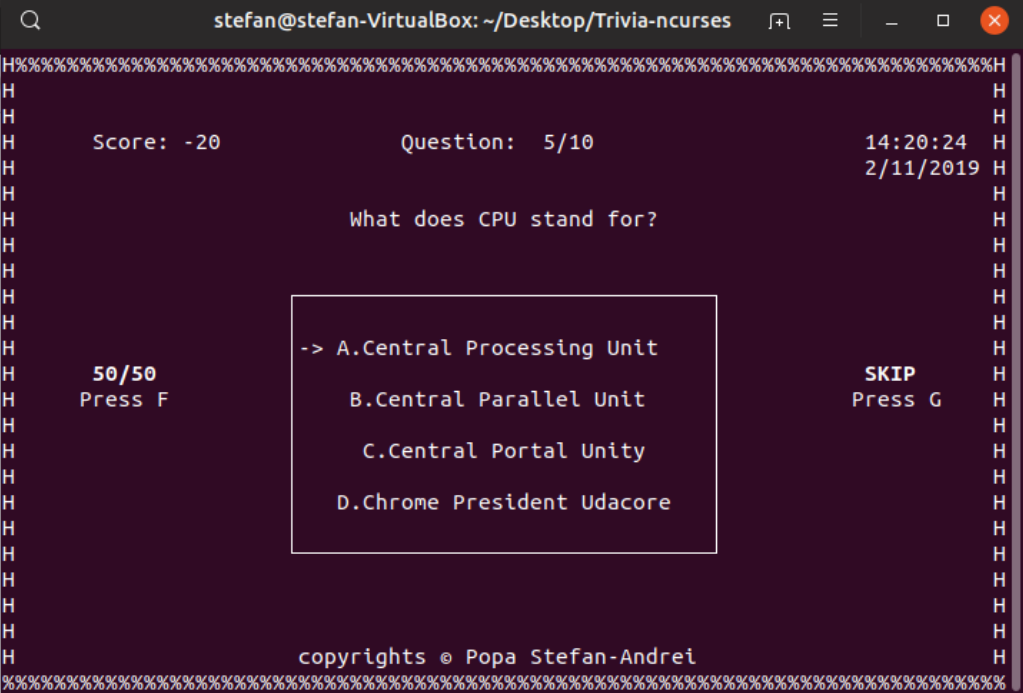 stefan@stefan-VirtualBox: ~/Desktop/Trivia-ncurses
H%%%%%%%%%%%%%%%%%%%%%%%%%%%%%%%%%%%%%%%%%%%%%%%%%%%%%%%%%%%%%%%%%%%%%%%%%%%%%%H
H H
H H
H Score: -20 Question: 5/10 14:20:24 H
H 2/11/2019 H
H H
H What does CPU stand for? H
H H
H H
H H
H H
H -> A.Central Processing Unit H
H 50/50 SKIP H
H Press F B.Central Parallel Unit Press G H
H H
H C.Central Portal Unity H
H H
H D.Chrome President Udacore H
H H
H H
H H
H H
H H
H copyrights © Popa Stefan-Andrei H
%%%%%%%%%%%%%%%%%%%%%%%%%%%%%%%%%%%%%%%%%%%%%%%%%%%%%%%%%%%%%%%%%%%%%%%%%%%%%%%%